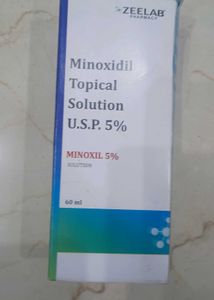 ZEELAB
PHARMACY
Minoxidil
Topical
Solution
U.S.P. 5%
MINOXIL 5%
SOLUTION
60 ml